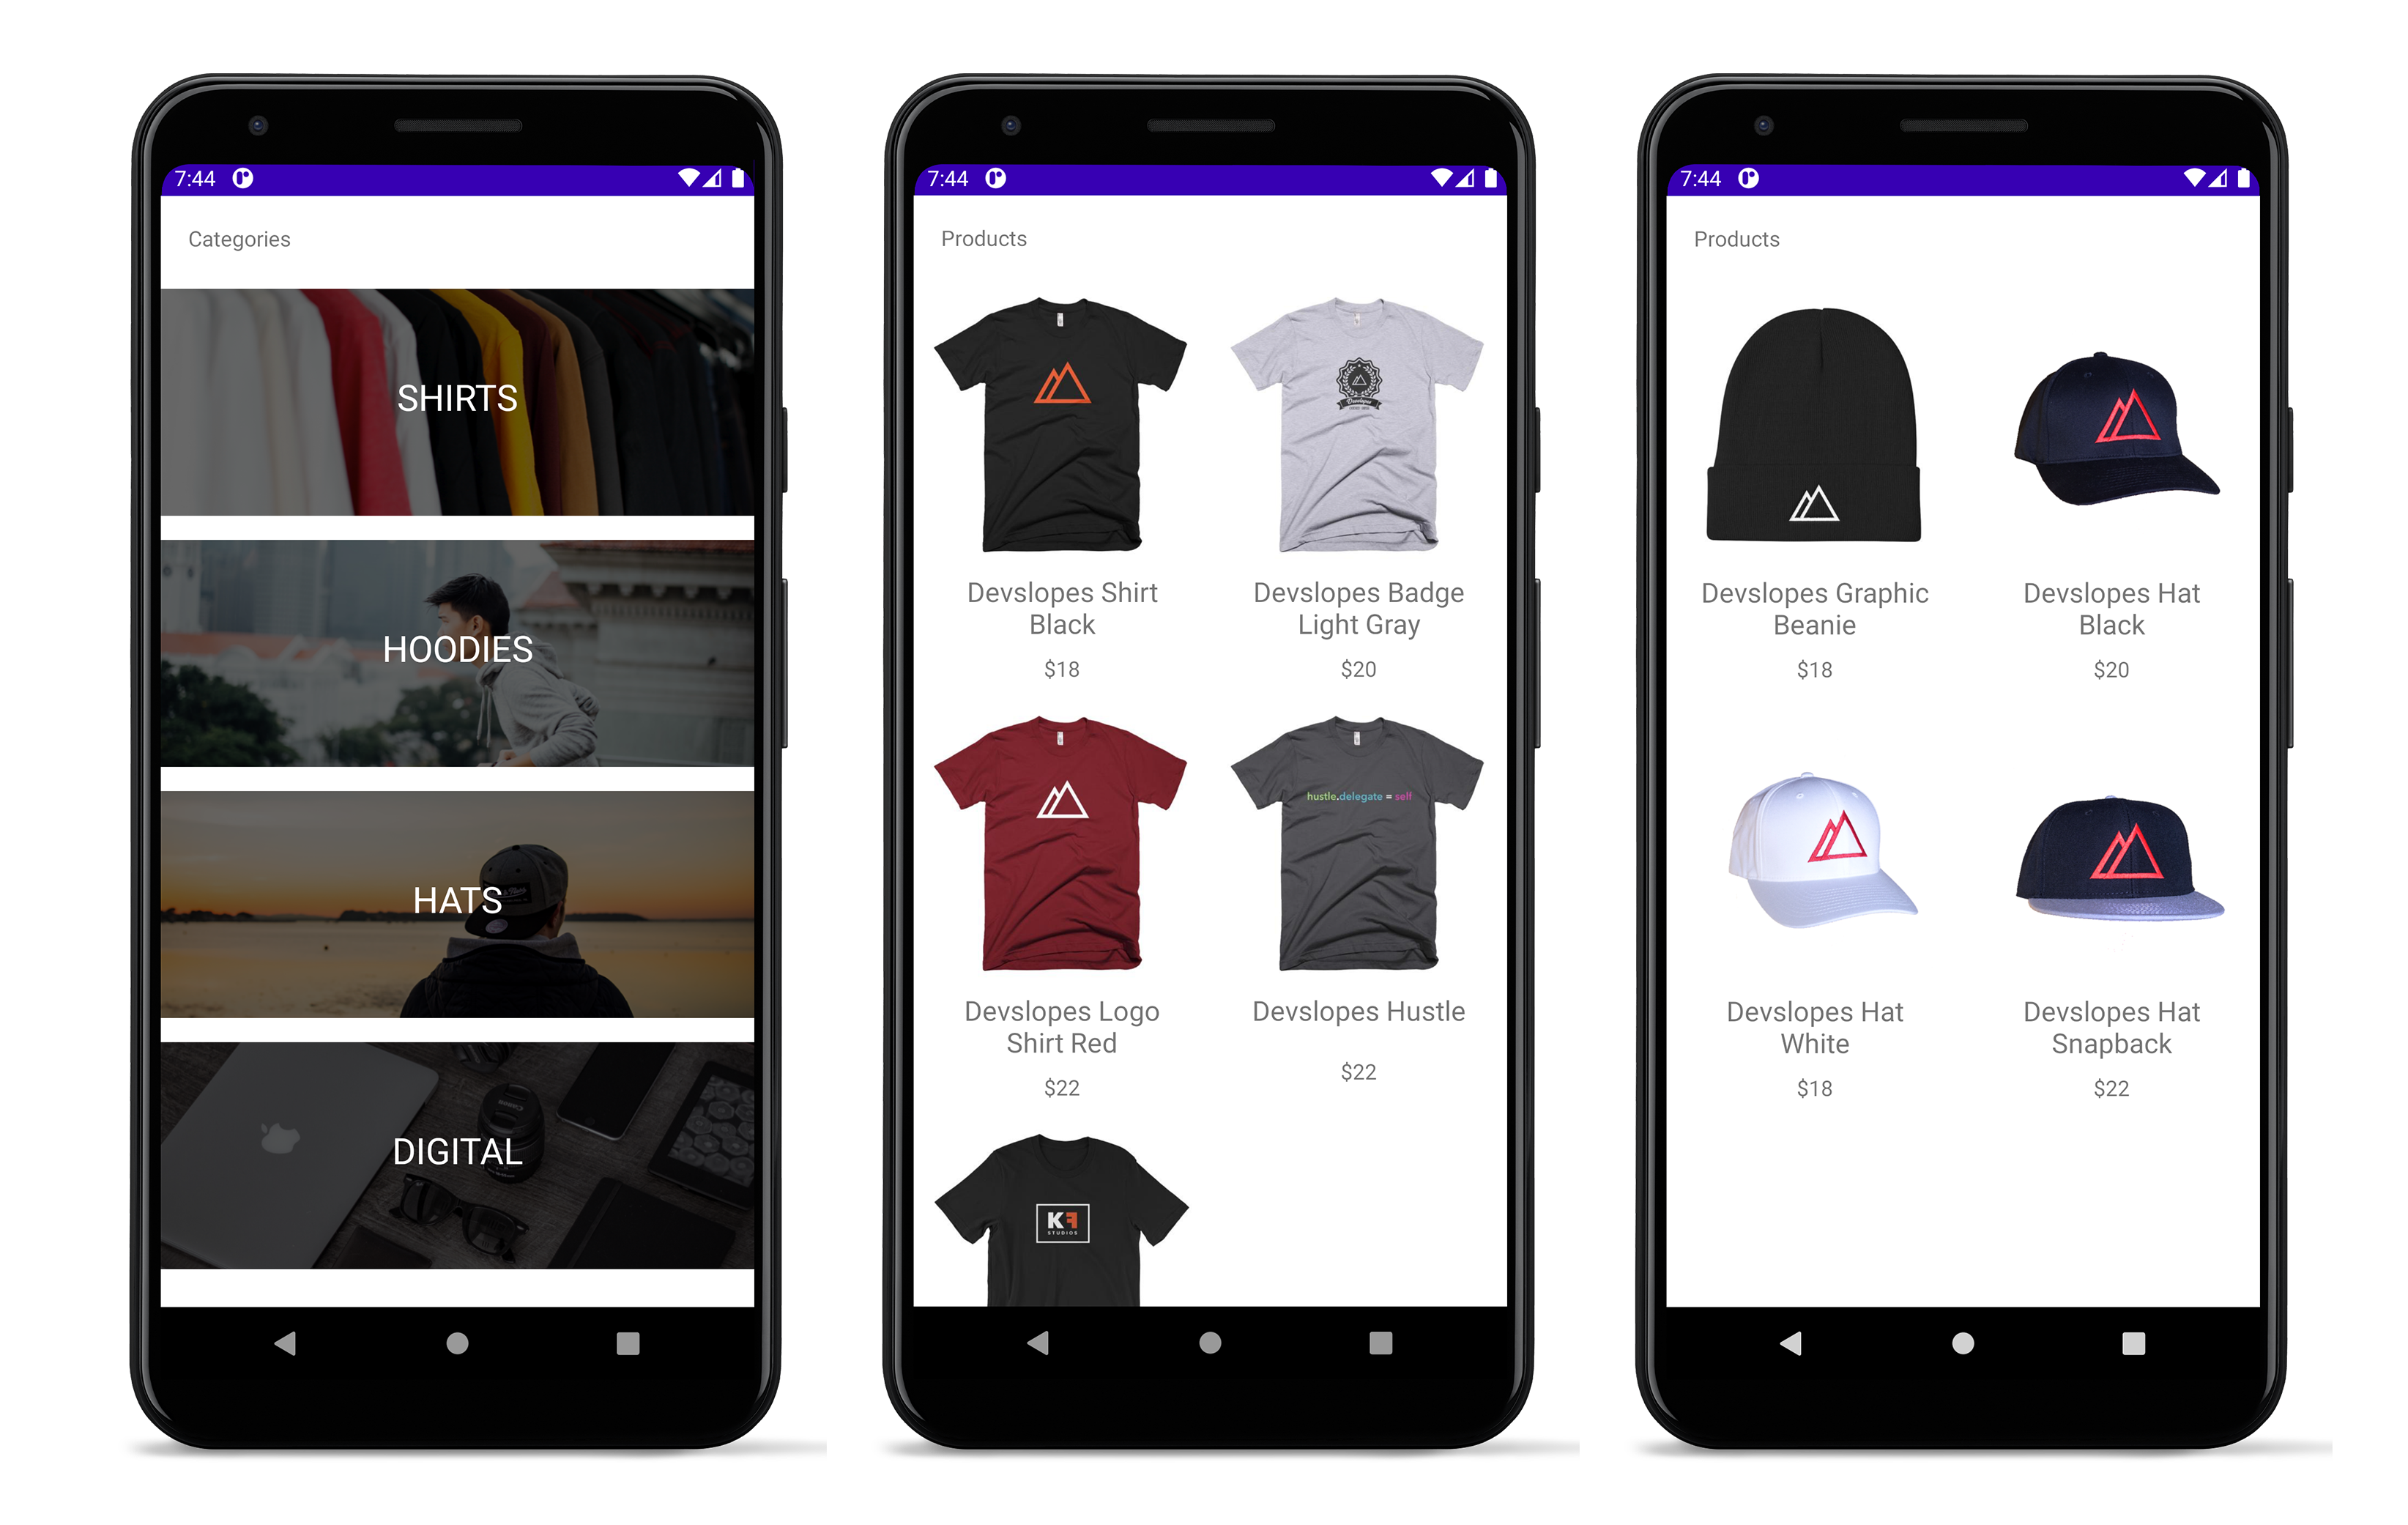 7:44
Categories
SHIRTS
HOODIES
HATS
DIGITAL
7:44
Products
Devslopes
Devslopes Shirt
Black
$18
Devslopes Badge
Light Gray
$20
hustle.delegate = self
Devslopes Logo
Shirt Red
$22
Devslopes Hustle
$22
KF
STUDIOS
7:44
Products
Devslopes Graphic
Beanie
$18
Devslopes Hat
Black
$20
Devslopes Hat
White
$18
Devslopes Hat
Snapback
$22